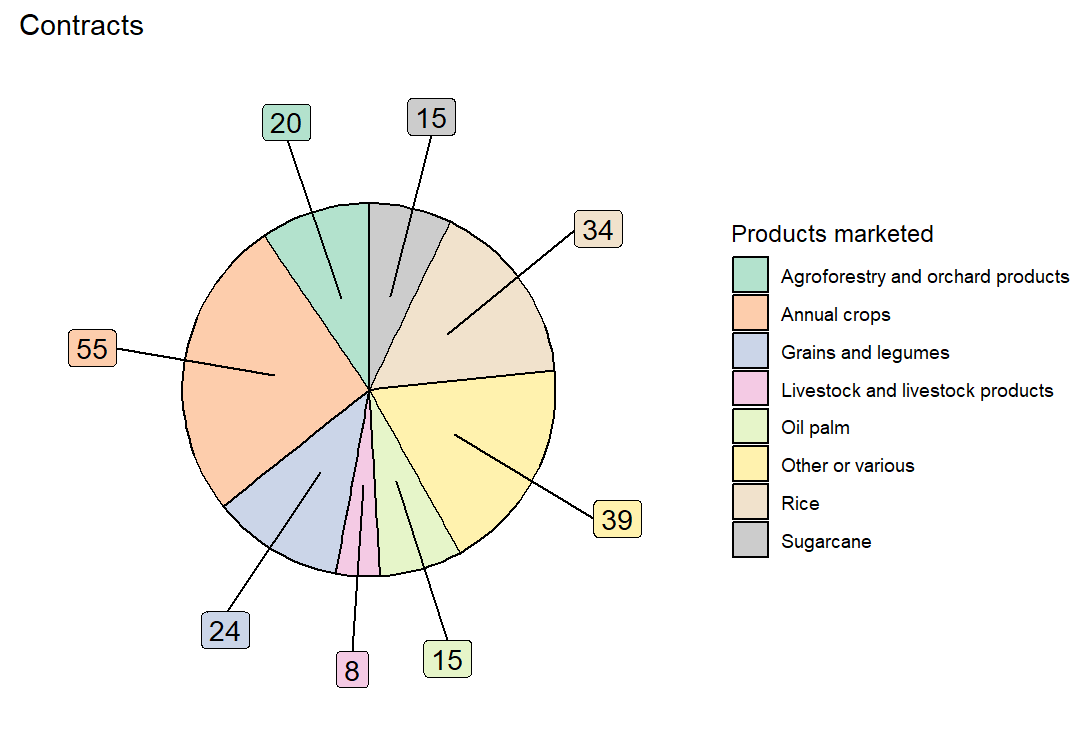 Contracts
20
15
34
55
39
24
8
15
Products marketed
Agroforestry and orchard products
Annual crops
Grains and legumes
Livestock and livestock products
Oil palm
Other or various
Rice
Sugarcane